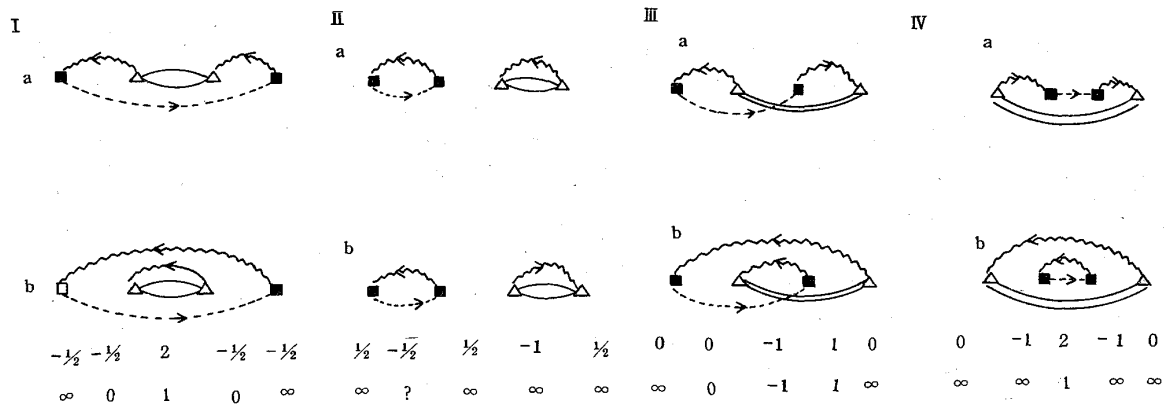 I II III IV
a a a a
b b b b
-½ -½ 2 -½ -½ ½ -½ ½ -1 ½ 0 0 -1 1 0 0 -1 2 -1 0
∞ 0 1 0 ∞ ∞ ? ∞ ∞ ∞ ∞ 0 -1 1 ∞ ∞ ∞ 1 ∞ ∞